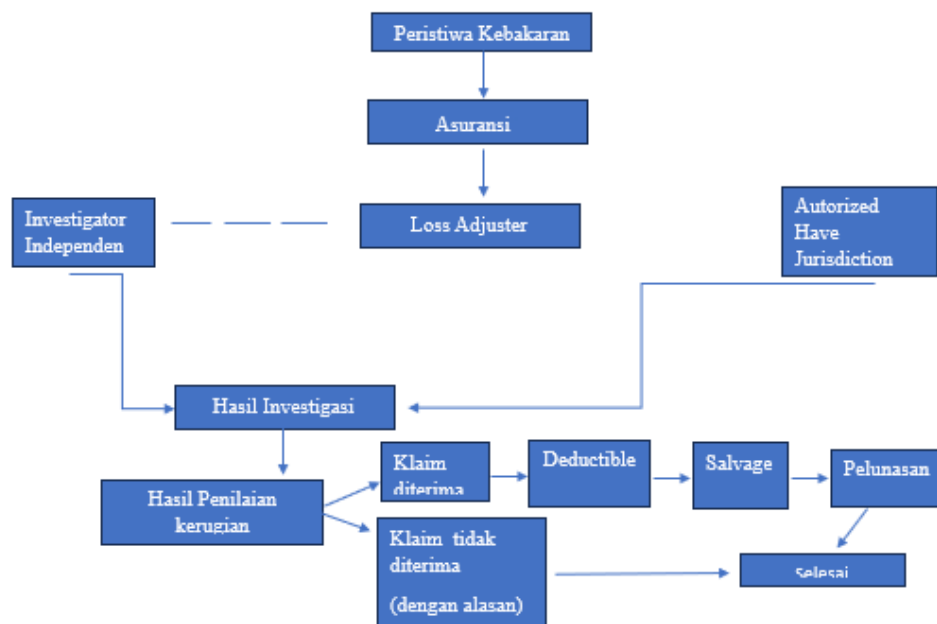 Peristiwa Kebakaran
Asuransi
Investigator
Independen
Loss Adjuster
Autorized
Have
Jurisdiction
Hasil Investigasi
Klaim
diterima
Deductible
Salvage
Pelunasan
Hasil Penilaian
kerugian
Klaim tidak
diterima
(dengan alasan)
Selesai